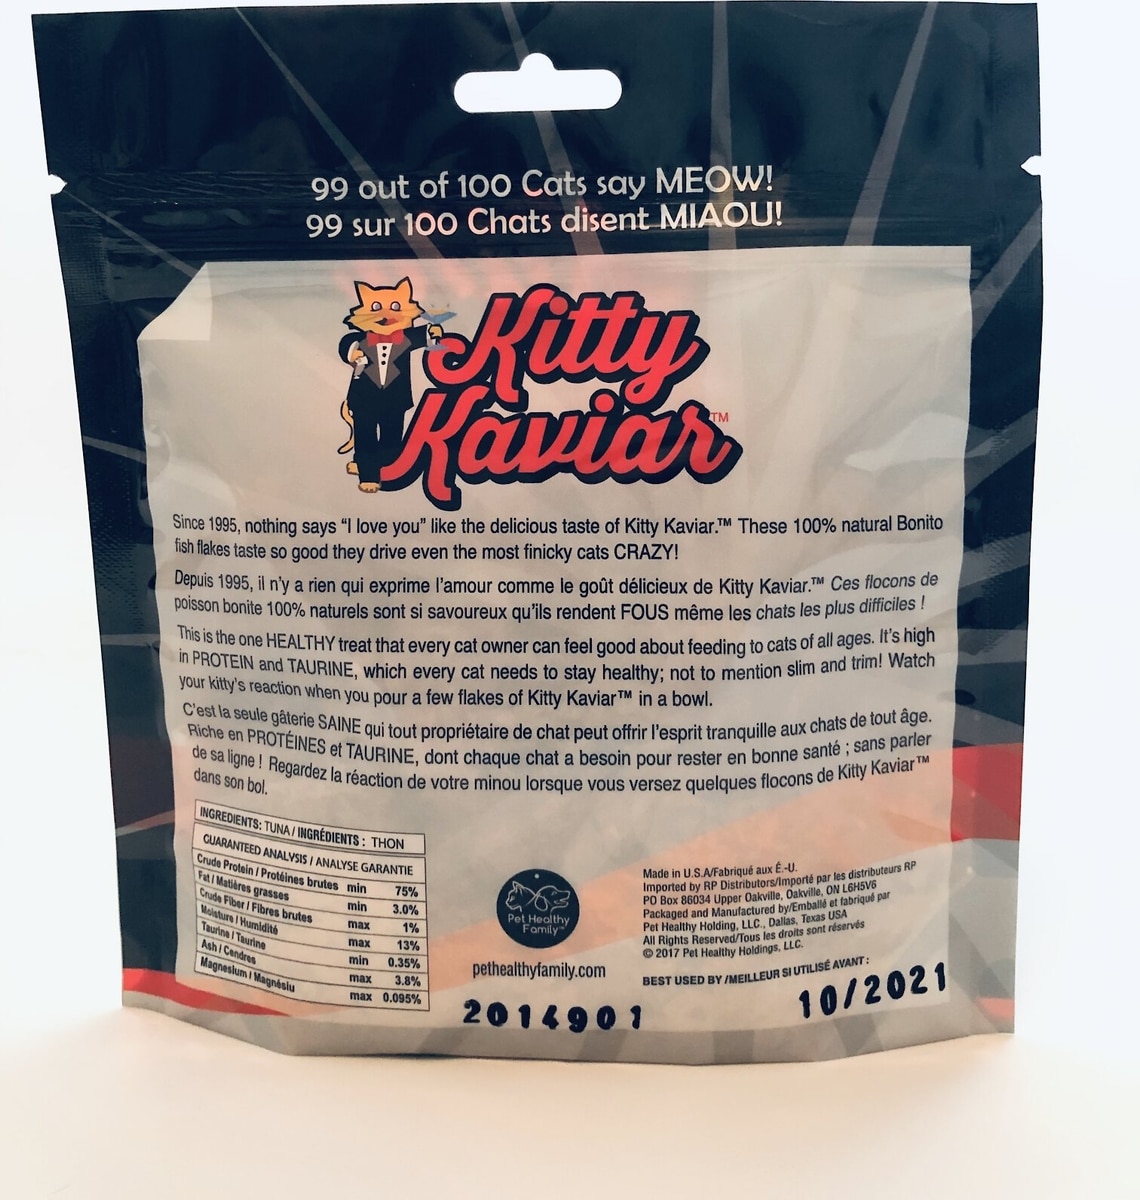 99 out of 100 Cats say MEOW!
99 sur 100 Chats disent MIAOU!
Kitty
Kaviar™
Since 1995, nothing says “I love you” like the delicious taste of Kitty Kaviar.™ These 100% natural Bonito
fish flakes taste so good they drive even the most finicky cats CRAZY!
Depuis 1995, il n’y a rien qui exprime l’amour comme le goût délicieux de Kitty Kaviar.™ Ces flocons de
poisson bonite 100% naturels sont si savoureux qu’ils rendent FOUS même les chats les plus difficiles !
This is the one HEALTHY treat that every cat owner can feel good about feeding to cats of all ages. It’s high
in PROTEIN and TAURINE, which every cat needs to stay healthy; not to mention slim and trim! Watch
your kitty’s reaction when you pour a few flakes of Kitty Kaviar™ in a bowl.
C’est la seule gâterie SAINE qui tout propriétaire de chat peut offrir l’esprit tranquille aux chats de tout âge.
Riche en PROTÉINES et TAURINE, dont chaque chat a besoin pour rester en bonne santé ; sans parler
de sa ligne ! Regardez la réaction de votre minou lorsque vous versez quelques flocons de Kitty Kaviar™
dans son bol.
INGREDIENTS: TUNA / INGRÉDIENTS : THON
GUARANTEED ANALYSIS / ANALYSE GARANTIE
Crude Protein / Protéines brutes min 75%
Fat / Matières grasses min 3.0%
Crude Fiber / Fibres brutes max 1%
Moisture / Humidité max 13%
Taurine / Taurine min 0.35%
Ash / Cendres max 3.8%
Magnesium / Magnésiu max 0.095%
Pet Healthy
Family™
pethealthyfamily.com
2014901
Made in U.S.A/Fabriqué aux É.-U.
Imported by RP Distributors/Importé par les distributeurs RP
PO Box 86034 Upper Oakville, Oakville, ON L6H5V6
Packaged and Manufactured by/Emballé et fabriqué par
Pet Healthy Holding, LLC., Dallas, Texas USA
All Rights Reserved/Tous les droits sont réservés
© 2017 Pet Healthy Holdings, LLC.
BEST USED BY /MEILLEUR SI UTILISÉ AVANT :
10/2021